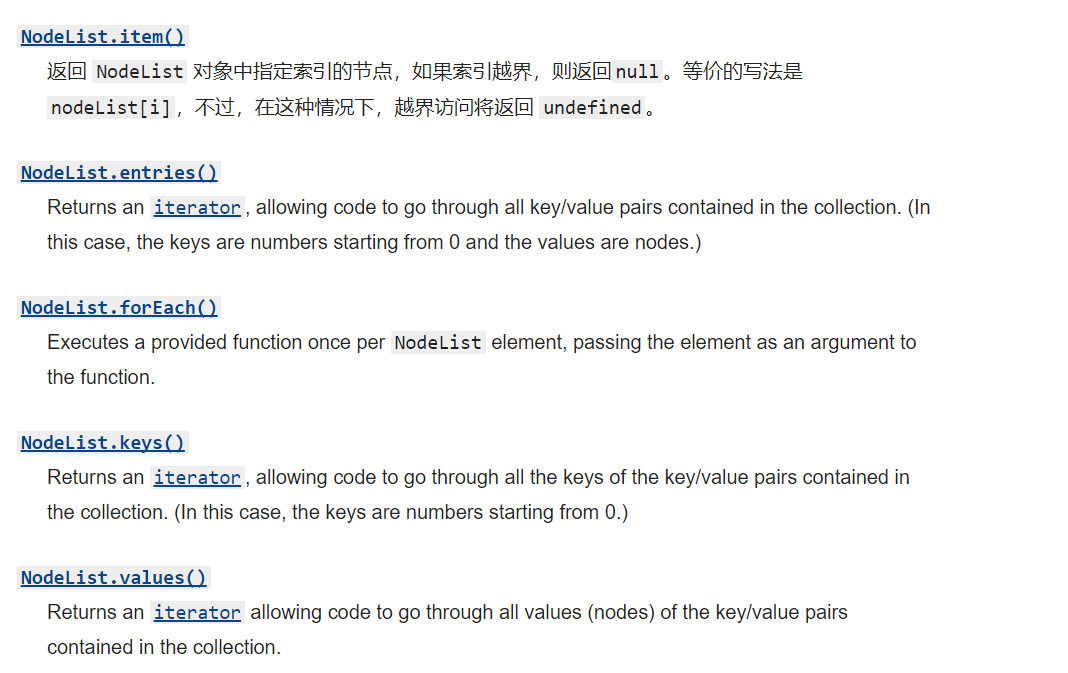 NodeList.item()
返回 NodeList 对象中指定索引的节点，如果索引越界，则返回null。等价的写法是
nodeList[i]，不过，在这种情况下，越界访问将返回 undefined。
NodeList.entries()
Returns an iterator, allowing code to go through all key/value pairs contained in the collection. (In
this case, the keys are numbers starting from 0 and the values are nodes.)
NodeList.forEach()
Executes a provided function once per NodeList element, passing the element as an argument to
the function.
NodeList.keys()
Returns an iterator, allowing code to go through all the keys of the key/value pairs contained in
the collection. (In this case, the keys are numbers starting from 0.)
NodeList.values()
Returns an iterator allowing code to go through all values (nodes) of the key/value pairs
contained in the collection.